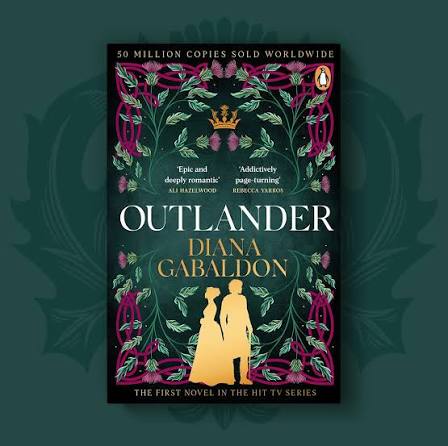 50 MILLION COPIES SOLD WORLDWIDE
'Epic and
deeply romantic'
ALI HAZELWOOD
'Addictively
page-turning'
REBECCA YARROS
OUTLANDER
DIANA
GABALDON
THE FIRST NOVEL IN THE HIT TV SERIES